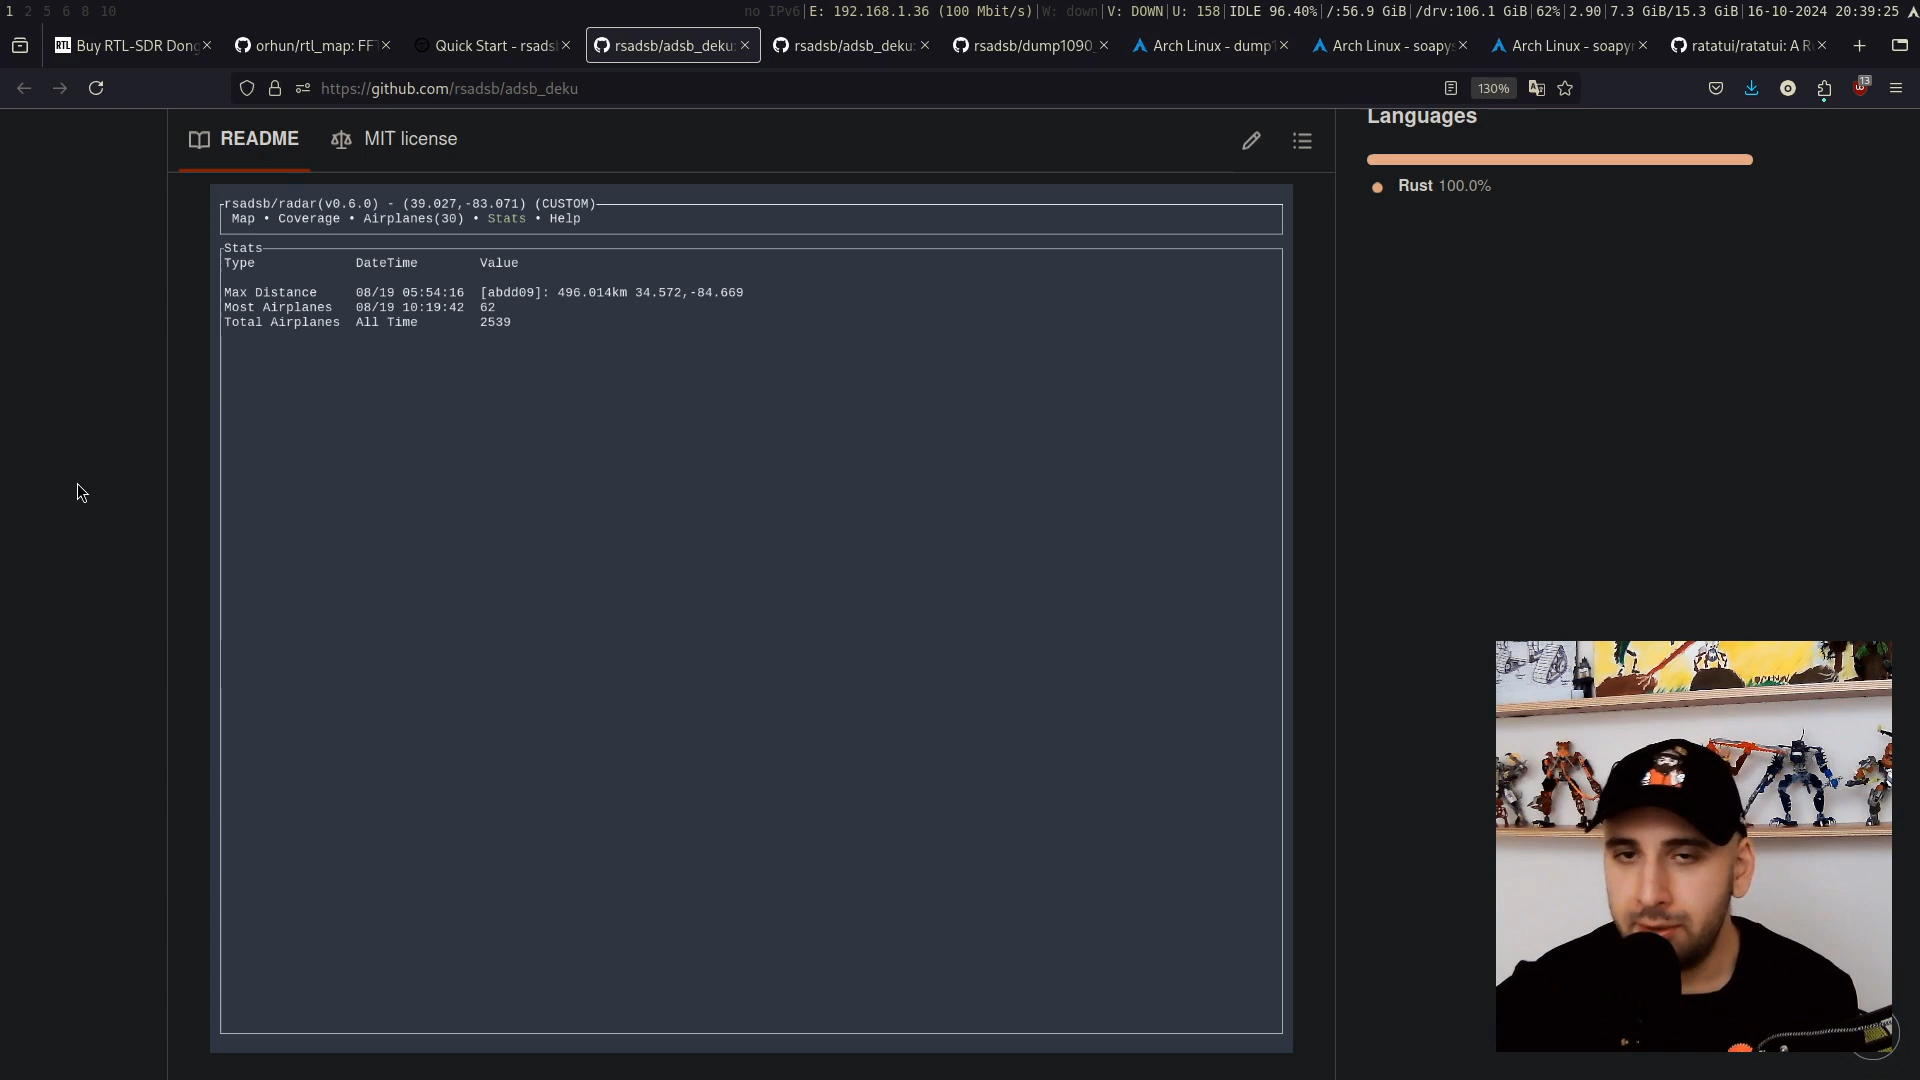 1 2 5 6 8 10 no IPv6|E: 192.168.1.36 (100 Mbit/s)|W: down|V: DOWN|U: 158|IDLE 96.40%|/:56.9 GiB|/drv:106.1 GiB|62%|2.90|7.3 GiB/15.3 GiB|16-10-2024 20:39:25
RTL Buy RTL-SDR Dong orhun/rtl_map: FF Quick Start - rsads rsadsb/adsb_deku: rsadsb/adsb_deku: rsadsb/dump1090_ Arch Linux - dump1 Arch Linux - soapys Arch Linux - soapyr ratatui/ratatui: A R
https://github.com/rsadsb/adsb_deku 130% 13
README MIT license
Languages
Rust 100.0%
rsadsb/radar(v0.6.0) - (39.027,-83.071) (CUSTOM)
Map • Coverage • Airplanes(30) • Stats • Help
Stats
Type DateTime Value
Max Distance 08/19 05:54:16 [abdd09]: 496.014km 34.572,-84.669
Most Airplanes 08/19 10:19:42 62
Total Airplanes All Time 2539